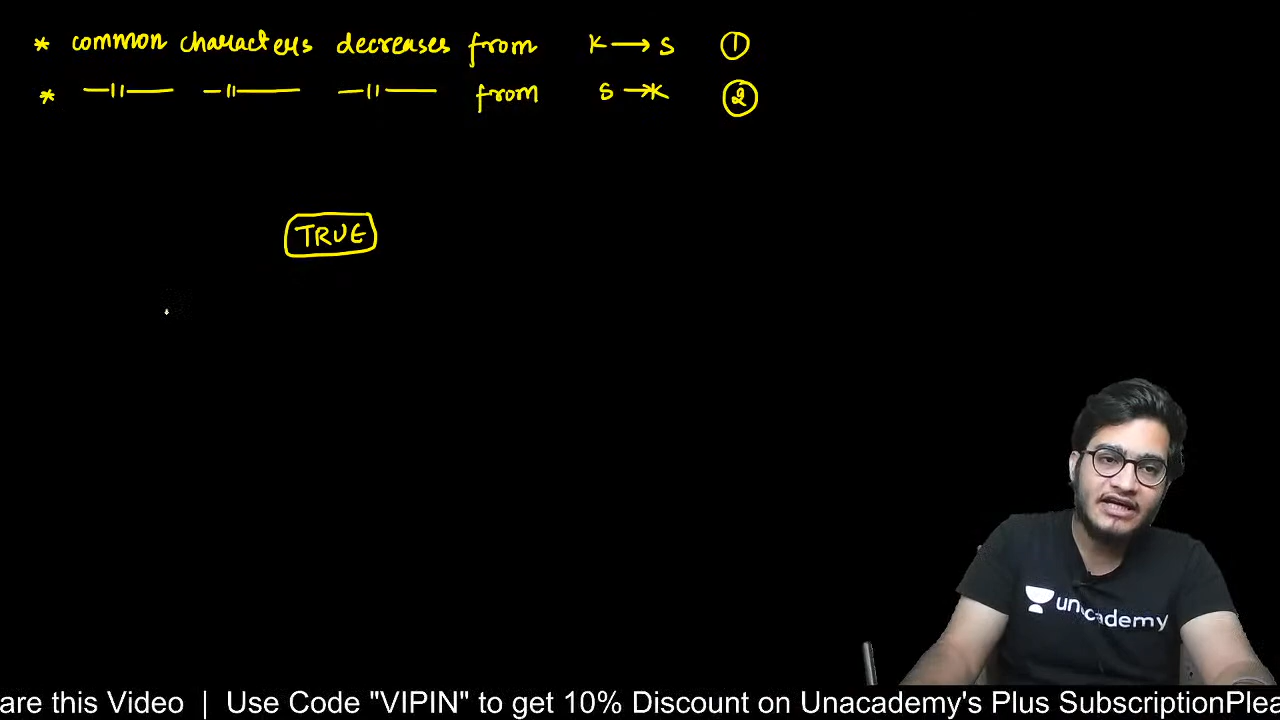 * common characters decreases from K → S ①
* —||— —||— —||— from S → K ②
TRUE
unacademy
are this Video | Use Code "VIPIN" to get 10% Discount on Unacademy's Plus SubscriptionPlea